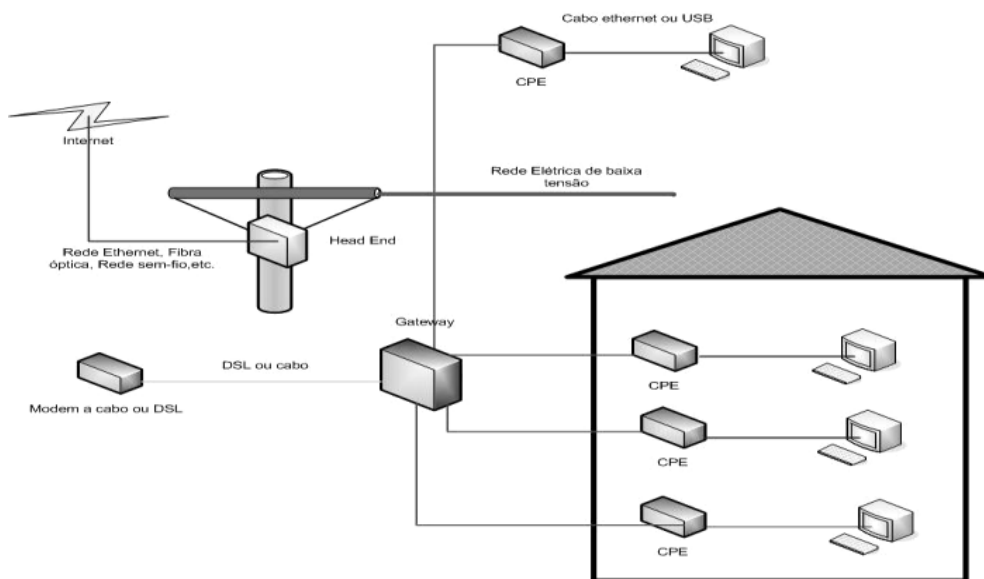 Cabo ethernet ou USB
CPE
Internet
Rede Elétrica de baixa
tensão
Head End
Rede Ethernet, Fibra
óptica, Rede sem-fio,etc.
Gateway
DSL ou cabo
Modem a cabo ou DSL
CPE
CPE
CPE